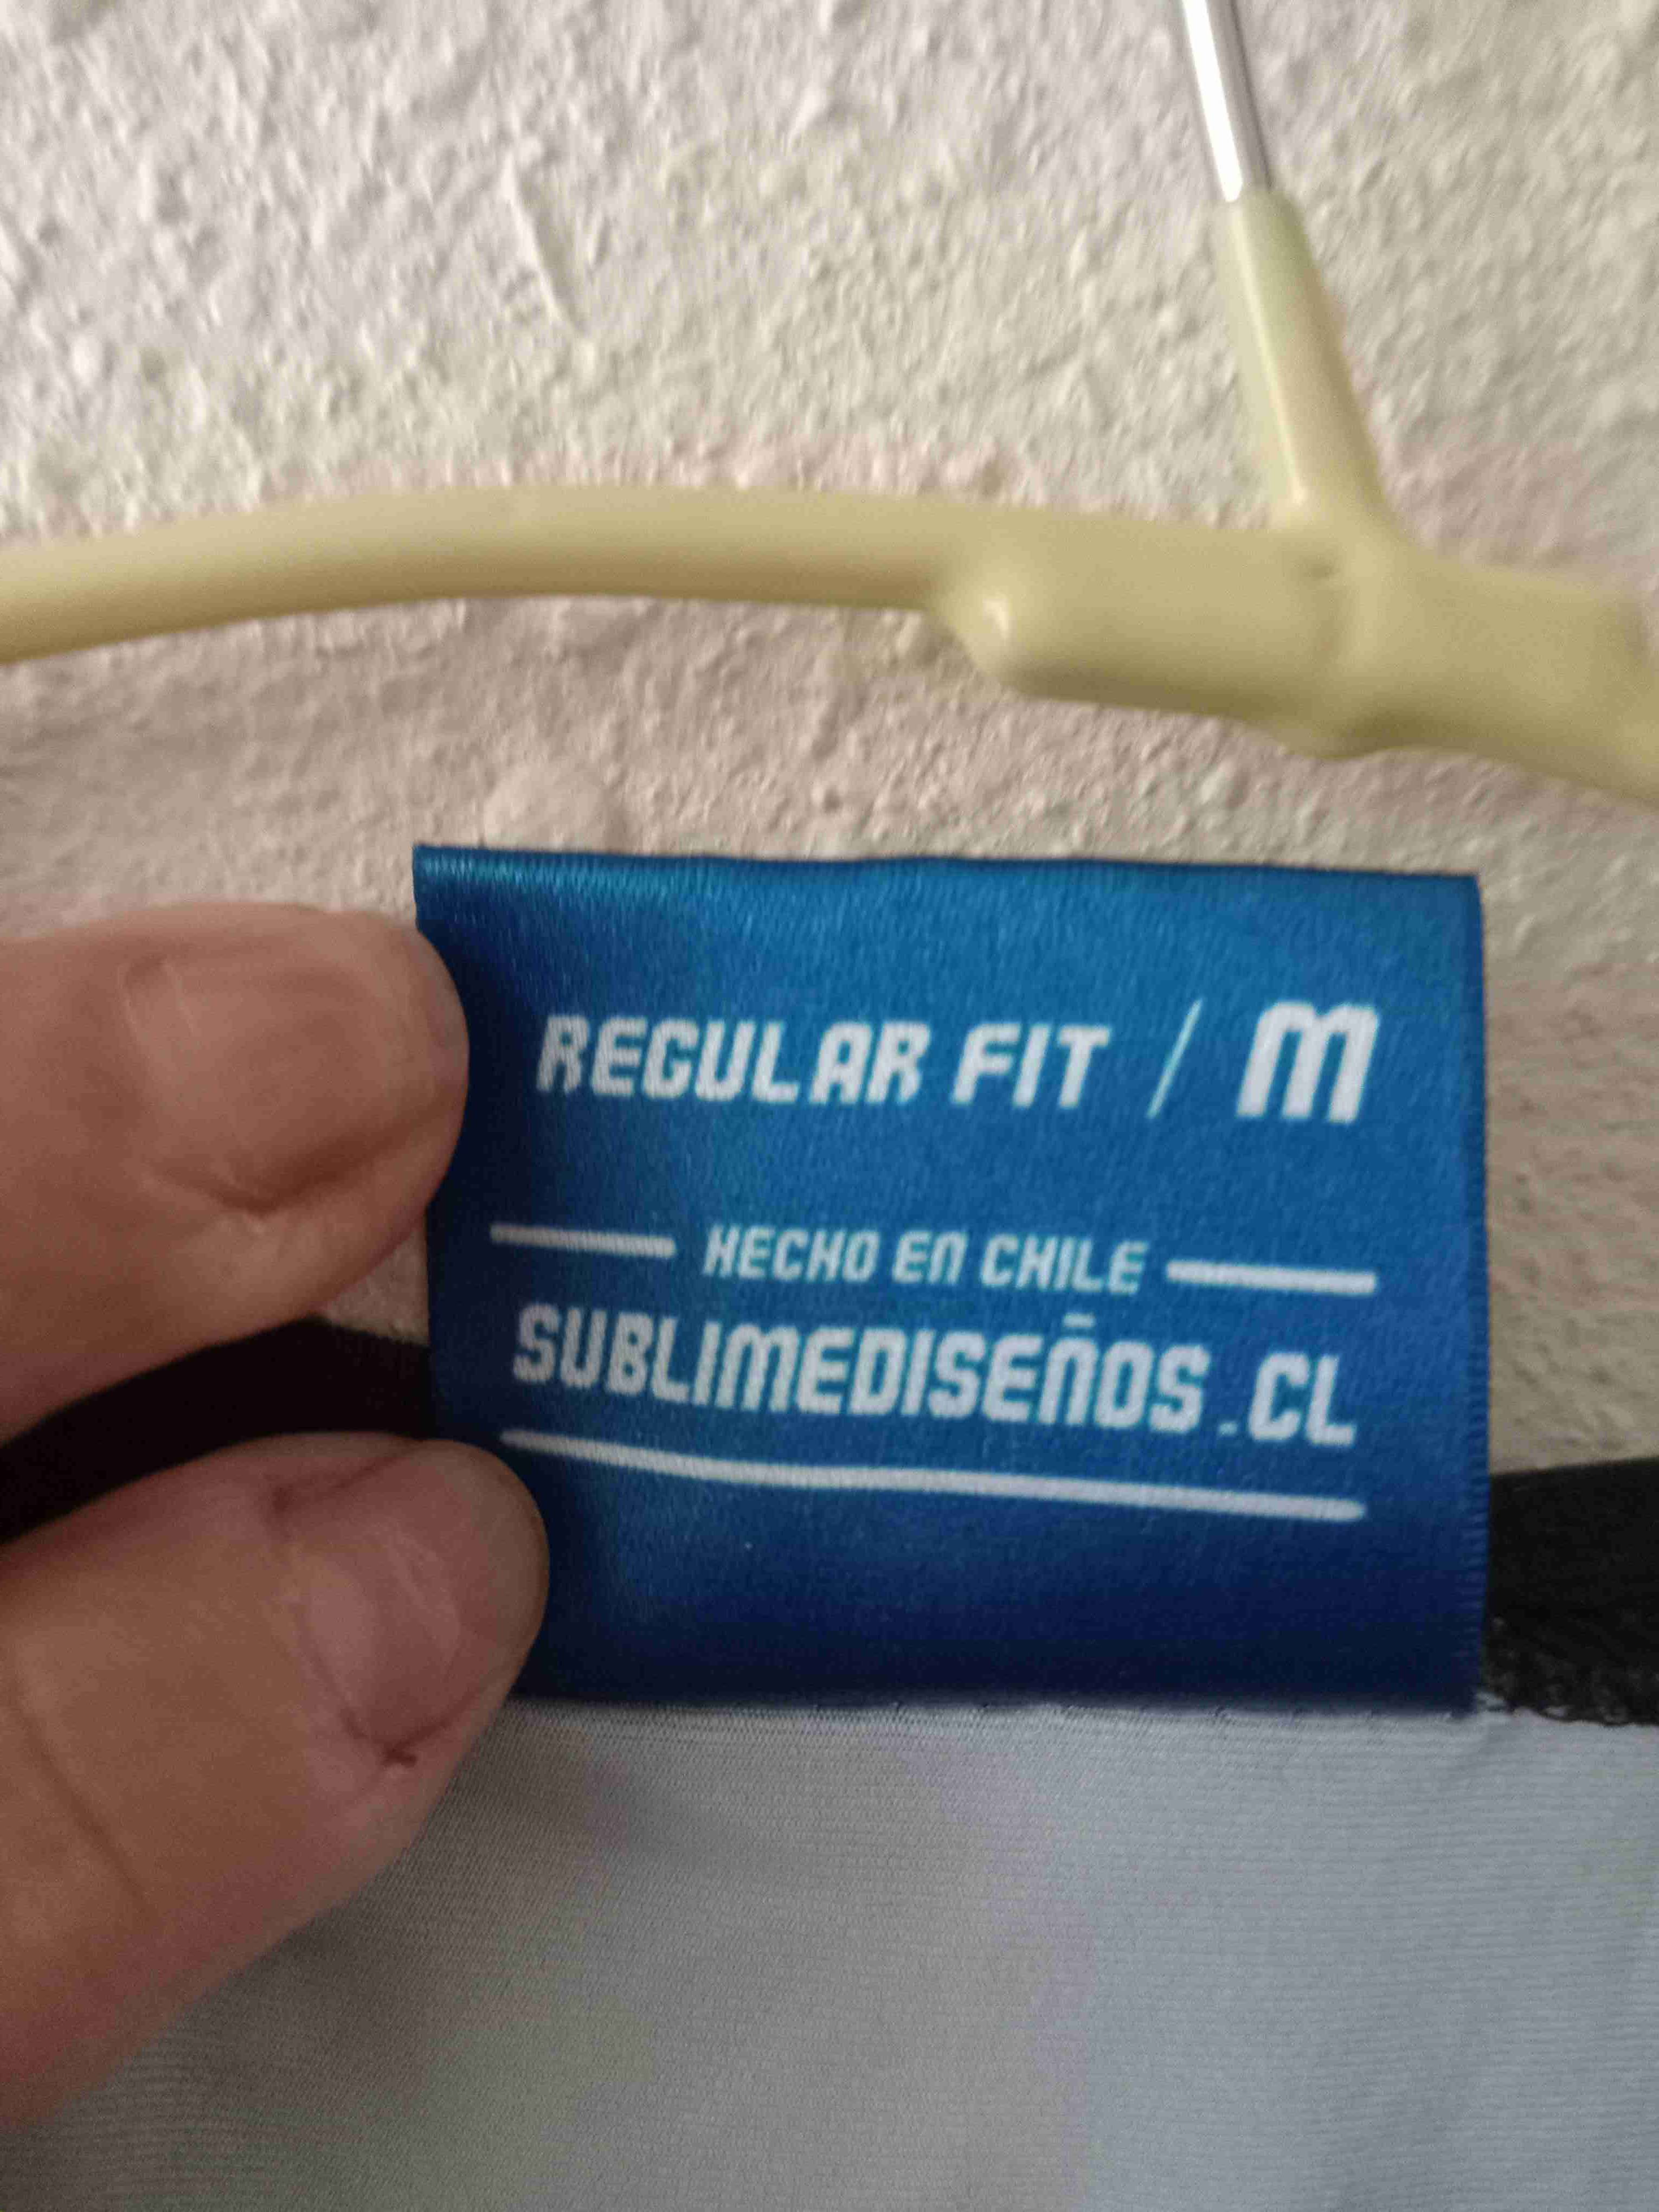 REGULAR FIT / M
HECHO EN CHILE
SUBLIMEDISEÑOS.CL